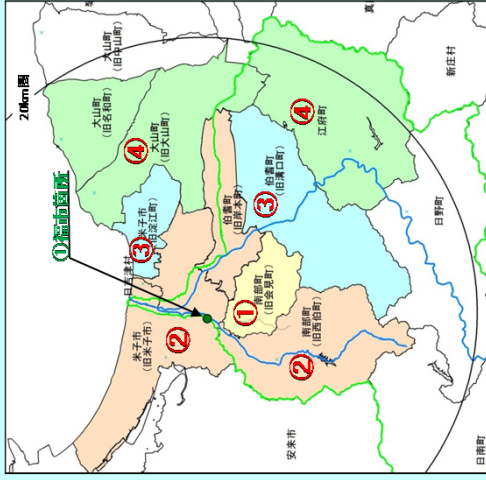 20km圏
大山町
(旧中山町)
大山町
(旧名和町)
④
大山町
(旧大山町)
真
新庄村
④
江府町
①福市営所
日吉津村
③
米子市
(旧淀江町)
伯耆町
(旧岸本町)
③
伯耆町
(旧溝口町)
日野町
米子市
(旧米子市)
②
①
南部町
(旧会見町)
②
南部町
(旧西伯町)
安来市
日南町